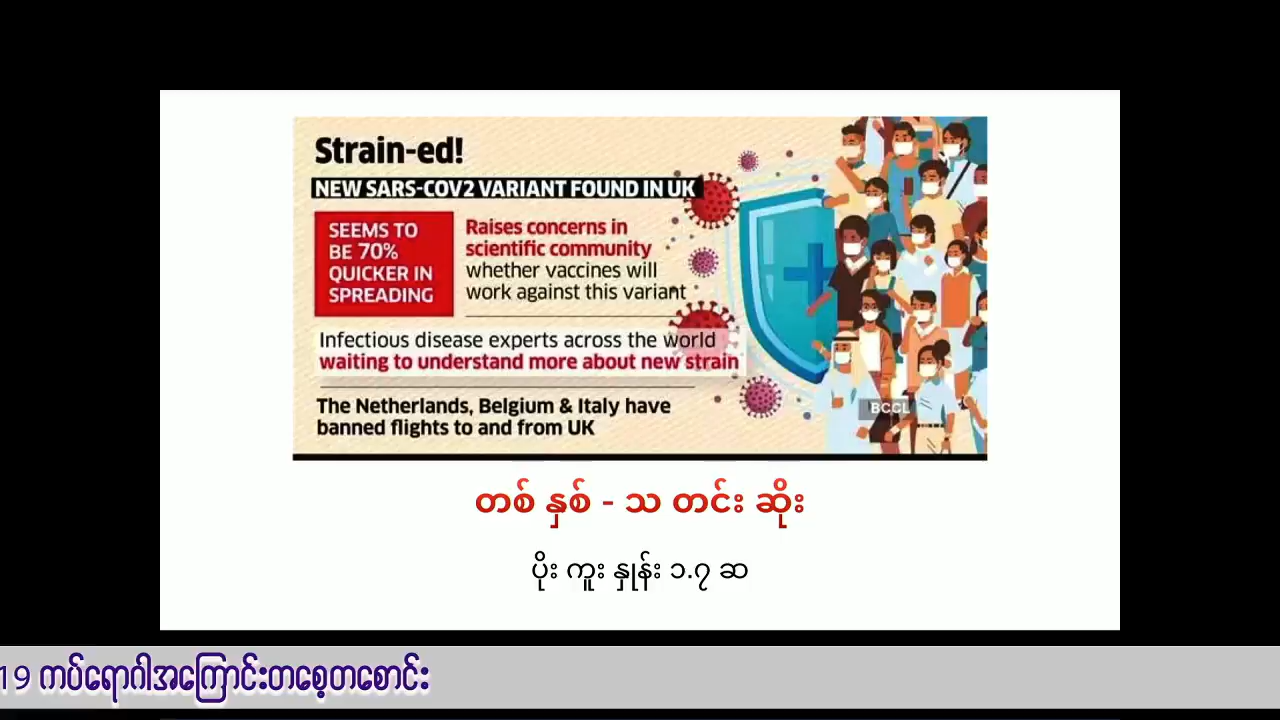 Strain-ed!
NEW SARS-COV2 VARIANT FOUND IN UK
SEEMS TO
BE 70%
QUICKER IN
SPREADING
Raises concerns in
scientific community
whether vaccines will
work against this variant
Infectious disease experts across the world
waiting to understand more about new strain
The Netherlands, Belgium & Italy have
banned flights to and from UK
BCCL
တစ် နှစ် - သ တင်း ဆိုး
ပိုး ကူး နှုန်း ၁.၇ ဆ
19 ကပ်ရောဂါအကြောင်းတစေ့တစောင်း